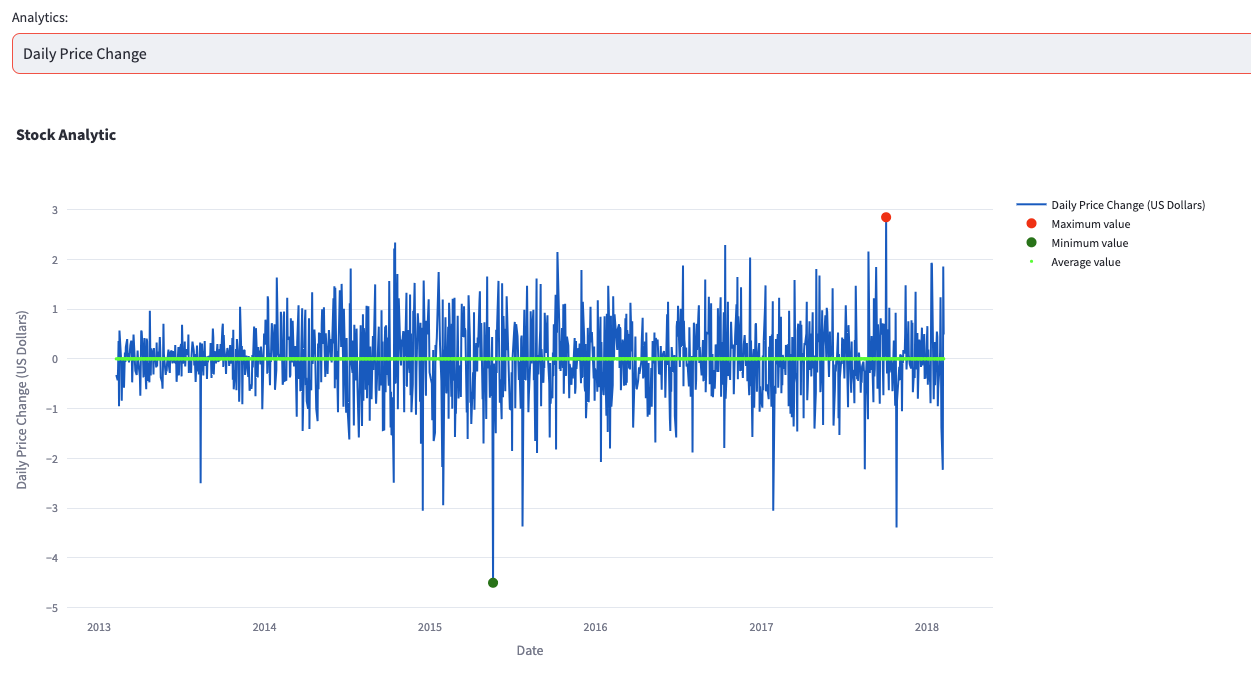 Analytics:
Daily Price Change
Stock Analytic
3
2
1
0
−1
−2
−3
−4
−5
Daily Price Change (US Dollars)
2013 2014 2015 2016 2017 2018
Date
Daily Price Change (US Dollars)
Maximum value
Minimum value
Average value